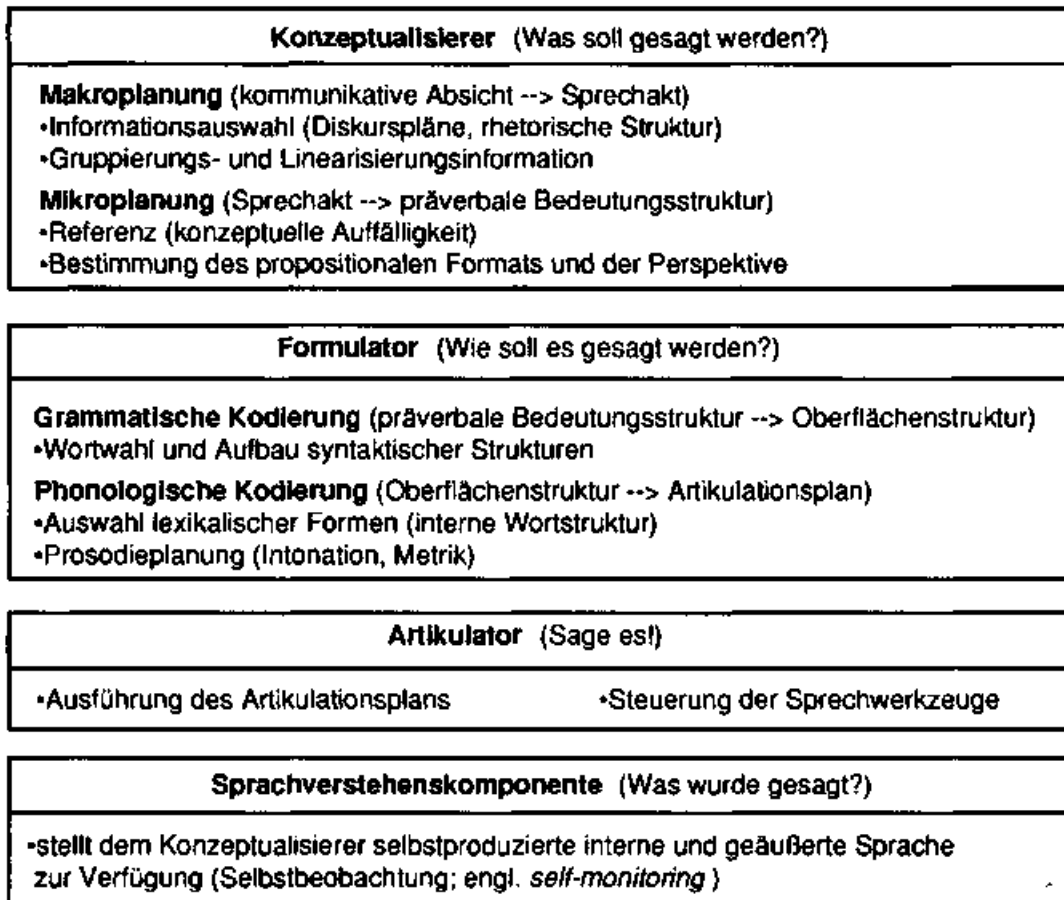 Konzeptualisierer (Was soll gesagt werden?)
Makroplanung (kommunikative Absicht --> Sprechakt)
•Informationsauswahl (Diskurspläne, rhetorische Struktur)
•Gruppierungs- und Linearisierungsinformation
Mikroplanung (Sprechakt --> präverbale Bedeutungsstruktur)
•Referenz (konzeptuelle Auffälligkeit)
•Bestimmung des propositionalen Formats und der Perspektive
Formulator (Wie soll es gesagt werden?)
Grammatische Kodierung (präverbale Bedeutungsstruktur --> Oberflächenstruktur)
•Wortwahl und Aufbau syntaktischer Strukturen
Phonologische Kodierung (Oberflächenstruktur --> Artikulationsplan)
•Auswahl lexikalischer Formen (interne Wortstruktur)
•Prosodieplanung (Intonation, Metrik)
Artikulator (Sage es!)
•Ausführung des Artikulationsplans •Steuerung der Sprechwerkzeuge
Sprachverstehenskomponente (Was wurde gesagt?)
•stellt dem Konzeptualisierer selbstproduzierte interne und geäußerte Sprache
zur Verfügung (Selbstbeobachtung; engl. self-monitoring )